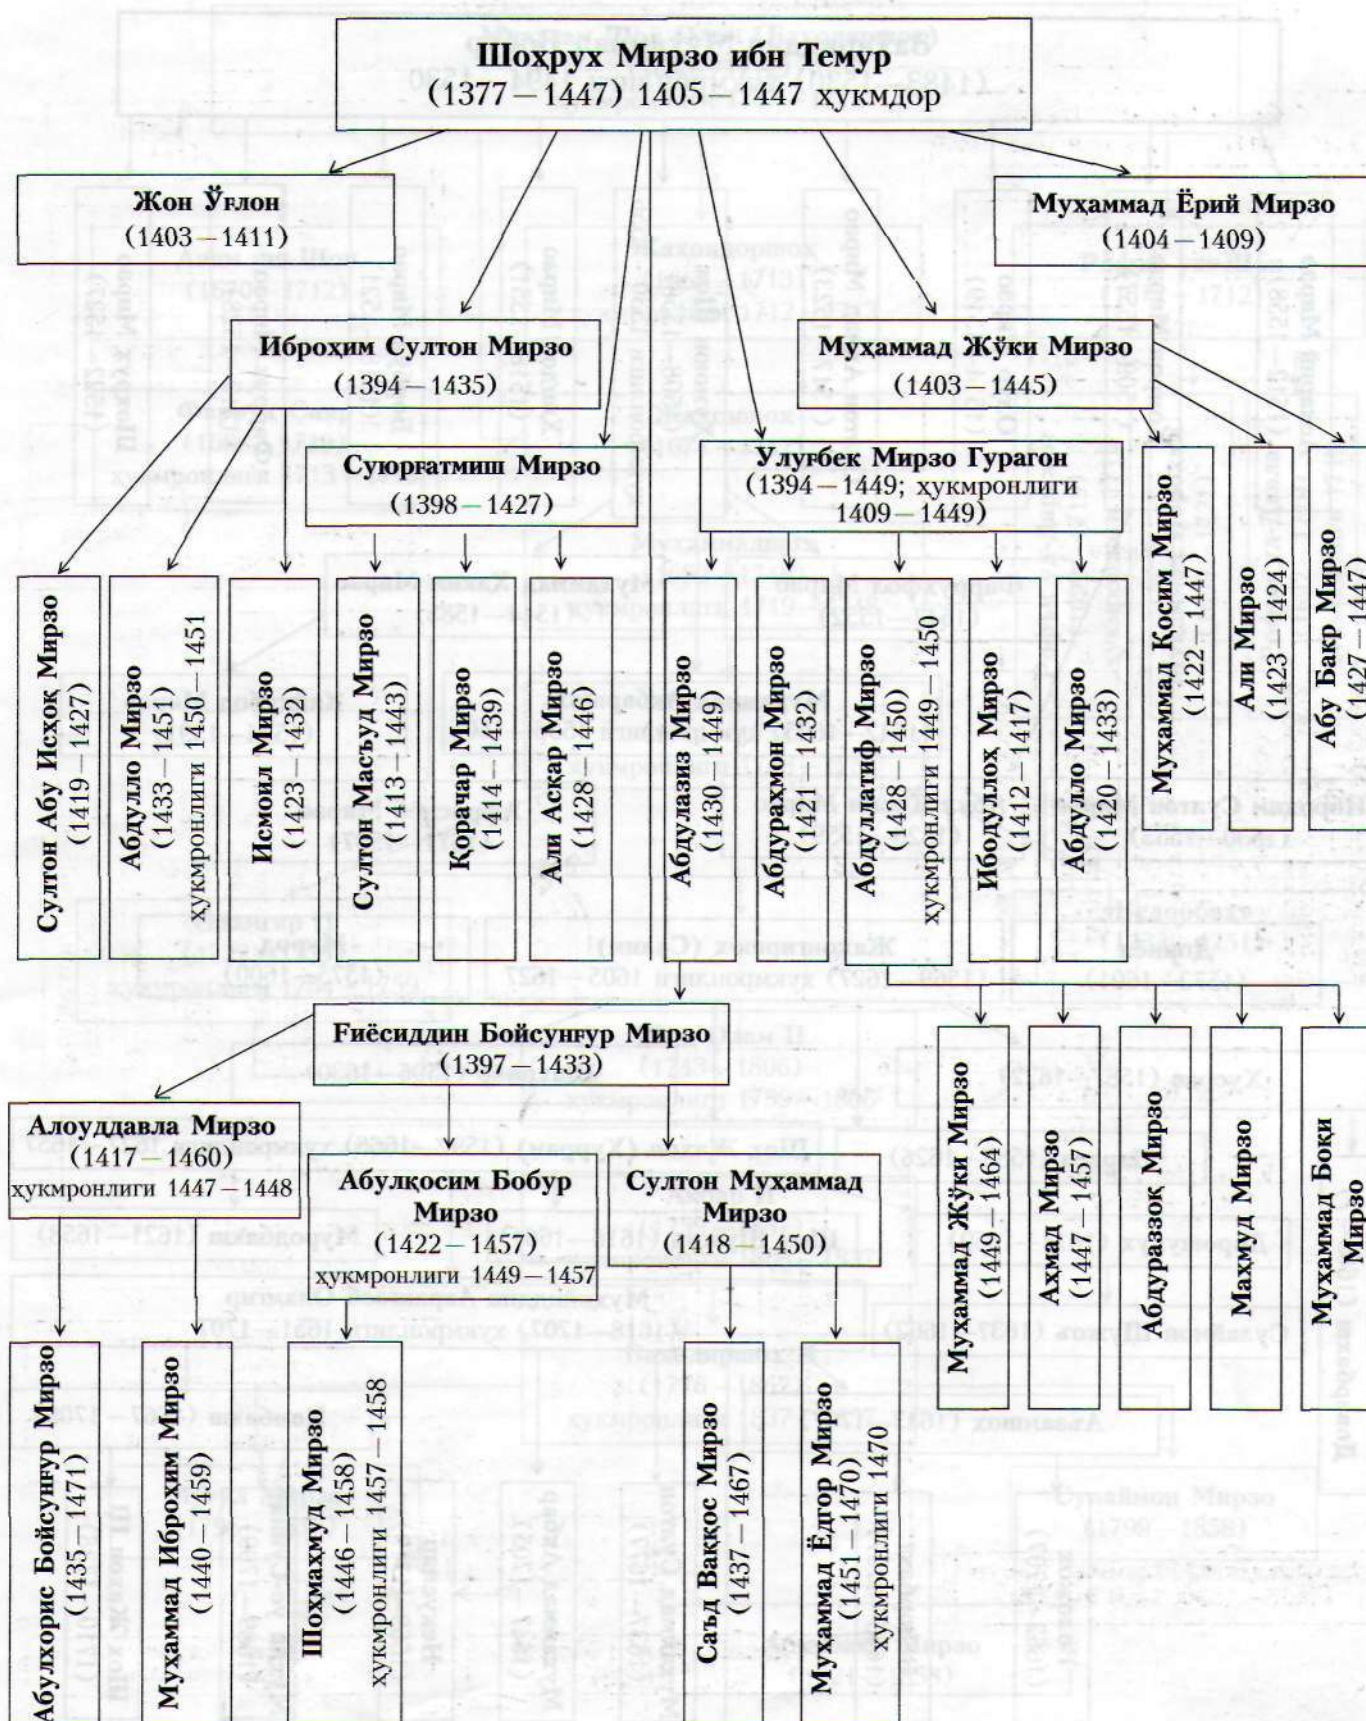 Шоҳрух Мирзо ибн Темур
(1377—1447) 1405—1447 ҳукмдор
Жон Ўғлон
(1403—1411)
Муҳаммад Ёрий Мирзо
(1404—1409)
Иброҳим Султон Мирзо
(1394—1435)
Муҳаммад Жўки Мирзо
(1403—1445)
Суюрғатмиш Мирзо
(1398—1427)
Улуғбек Мирзо Гурагон
(1394—1449; ҳукмронлиги
1409—1449)
Султон Абу Исҳоқ Мирзо
(1419—1427)
Абдулло Мирзо
(1433—1451)
ҳукмронлиги 1450—1451
Исмоил Мирзо
(1423—1432)
Султон Масъуд Мирзо
(1413—1443)
Қорачар Мирзо
(1414—1439)
Али Асқар Мирзо
(1428—1446)
Абдулазиз Мирзо
(1430—1449)
Абдураҳмон Мирзо
(1421—1432)
Абдуллатиф Мирзо
(1428—1450)
ҳукмронлиги 1449—1450
Ибодуллоҳ Мирзо
(1412—1417)
Абдулло Мирзо
(1420—1433)
Муҳаммад Қосим Мирзо
(1422—1447)
Али Мирзо
(1423—1424)
Абу Бакр Мирзо
(1427—1447)
Ғиёсиддин Бойсунғур Мирзо
(1397—1433)
Алоуддавла Мирзо
(1417—1460)
ҳукмронлиги 1447—1448
Абулқосим Бобур
Мирзо
(1422—1457)
ҳукмронлиги 1449—1457
Султон Муҳаммад
Мирзо
(1418—1450)
Муҳаммад Жўки Мирзо
(1449—1464)
Аҳмад Мирзо
(1447—1457)
Абдуразазоқ Мирзо
Маҳмуд Мирзо
Муҳаммад Боқи
Мирзо
Абулхорис Бойсунғур Мирзо
(1435—1471)
Муҳаммад Иброҳим Мирзо
(1440—1459)
Шоҳмаҳмуд Мирзо
(1446—1458)
ҳукмронлиги 1457—1458
Саъд Ваққос Мирзо
(1437—1467)
Муҳаммад Ёдгор Мирзо
(1451—1470)
ҳукмронлиги 1470